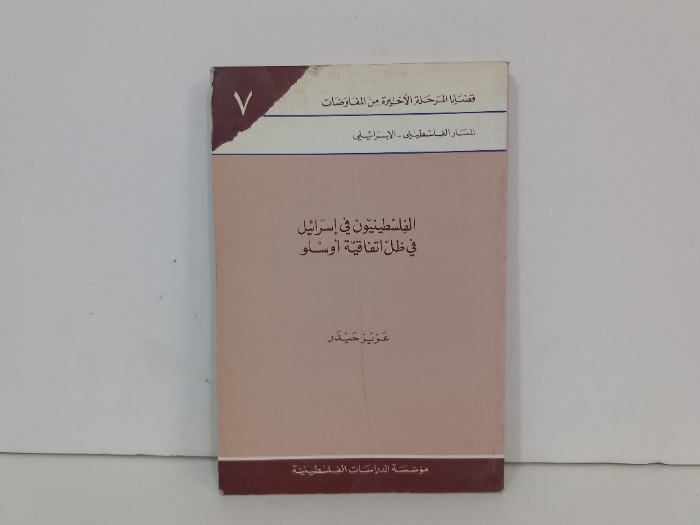 ٧
قضايا المرحلة الأخيرة من المفاوضات
المسار الفلسطيني - الإسرائيلي
الفلسطينيون في إسرائيل
في ظل اتفاقية أوسلو
عزيز حيدر
مؤسسة الدراسات الفلسطينية